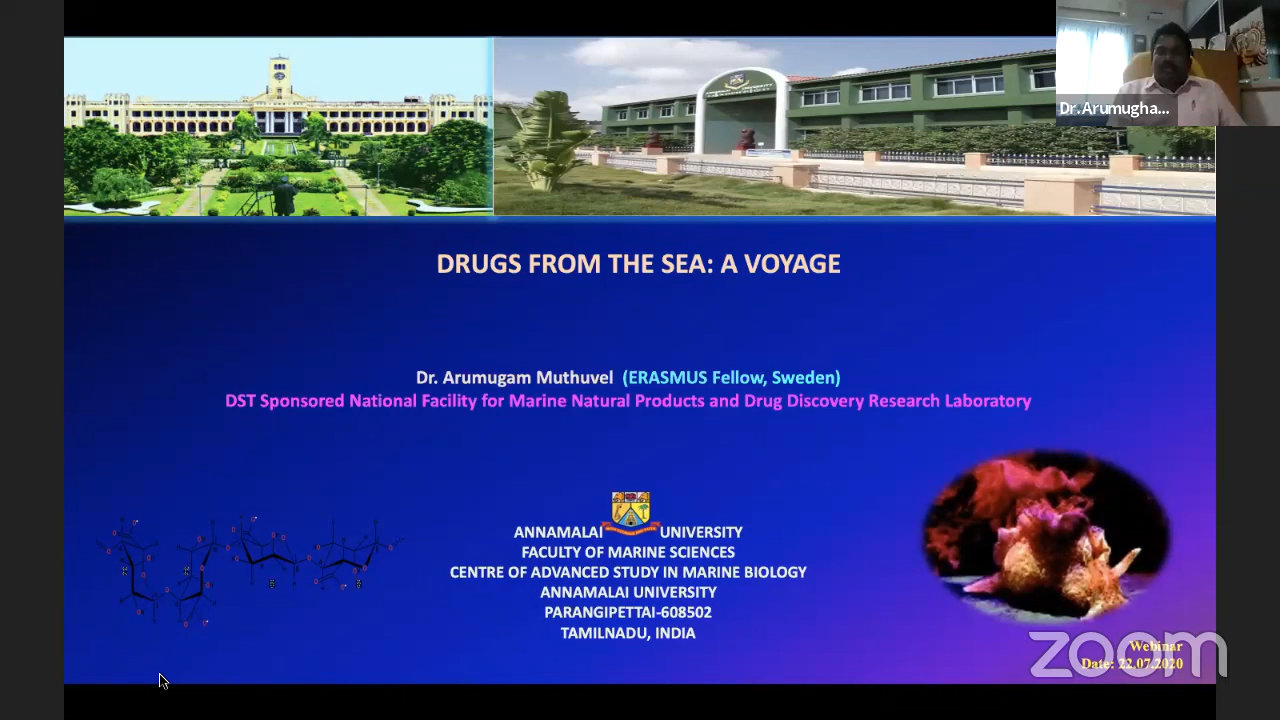 Dr.Arumugha...
DRUGS FROM THE SEA: A VOYAGE
Dr. Arumugam Muthuvel (ERASMUS Fellow, Sweden)
DST Sponsored National Facility for Marine Natural Products and Drug Discovery Research Laboratory
ANNAMALAI UNIVERSITY
FACULTY OF MARINE SCIENCES
CENTRE OF ADVANCED STUDY IN MARINE BIOLOGY
ANNAMALAI UNIVERSITY
PARANGIPETTAI-608502
TAMILNADU, INDIA
zoom
Webinar
Date: 22.07.2020